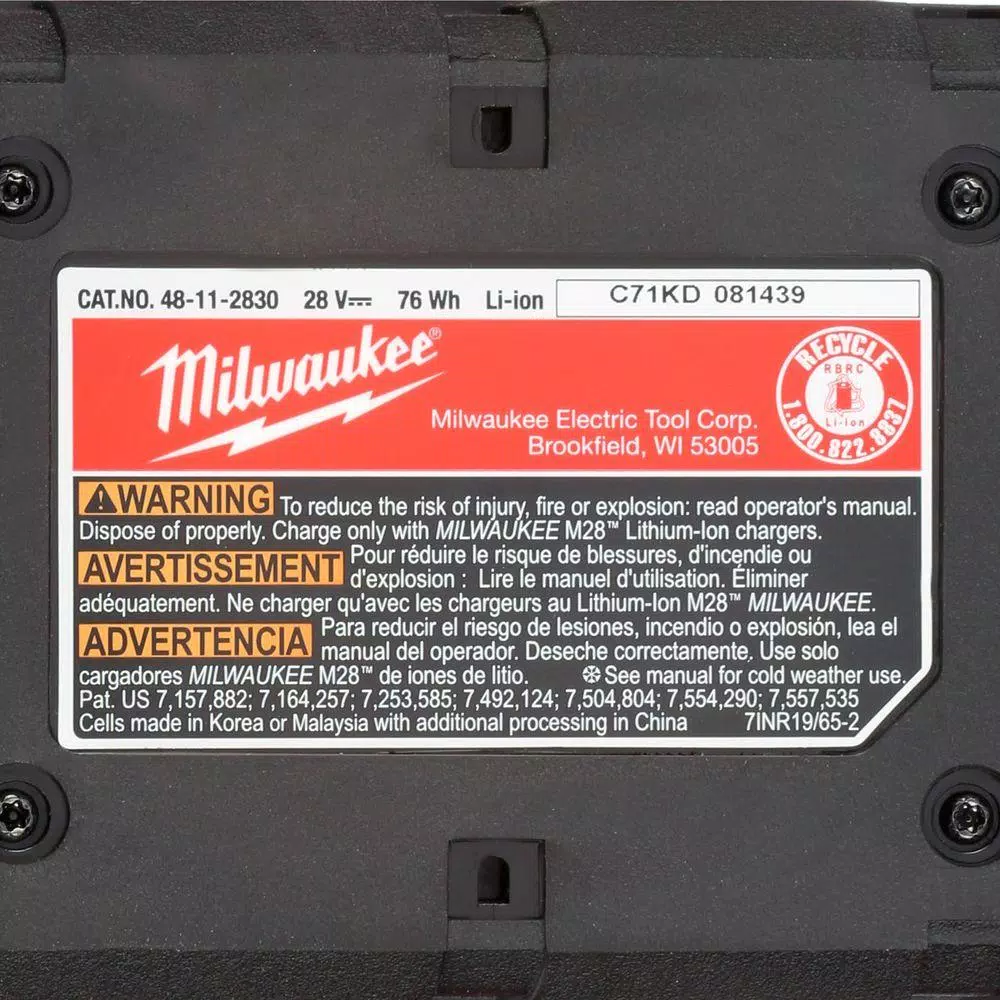 CAT.NO. 48-11-2830 28 V⎓ 76 Wh Li-ion C71KD 081439
Milwaukee®
Milwaukee Electric Tool Corp.
Brookfield, WI 53005
RECYCLE
RBRC
Li-Ion
1.800.822.8837
⚠WARNING To reduce the risk of injury, fire or explosion: read operator's manual.
Dispose of properly. Charge only with MILWAUKEE M28™ Lithium-Ion chargers.
AVERTISSEMENT Pour réduire le risque de blessures, d'incendie ou
d'explosion : Lire le manuel d'utilisation. Éliminer
adéquatement. Ne charger qu'avec les chargeurs au Lithium-Ion M28™ MILWAUKEE.
ADVERTENCIA Para reducir el riesgo de lesiones, incendio o explosión, lea el
manual del operador. Deseche correctamente. Use solo
cargadores MILWAUKEE M28™ de iones de litio. ❄See manual for cold weather use.
Pat. US 7,157,882; 7,164,257; 7,253,585; 7,492,124; 7,504,804; 7,554,290; 7,557,535
Cells made in Korea or Malaysia with additional processing in China 7INR19/65-2